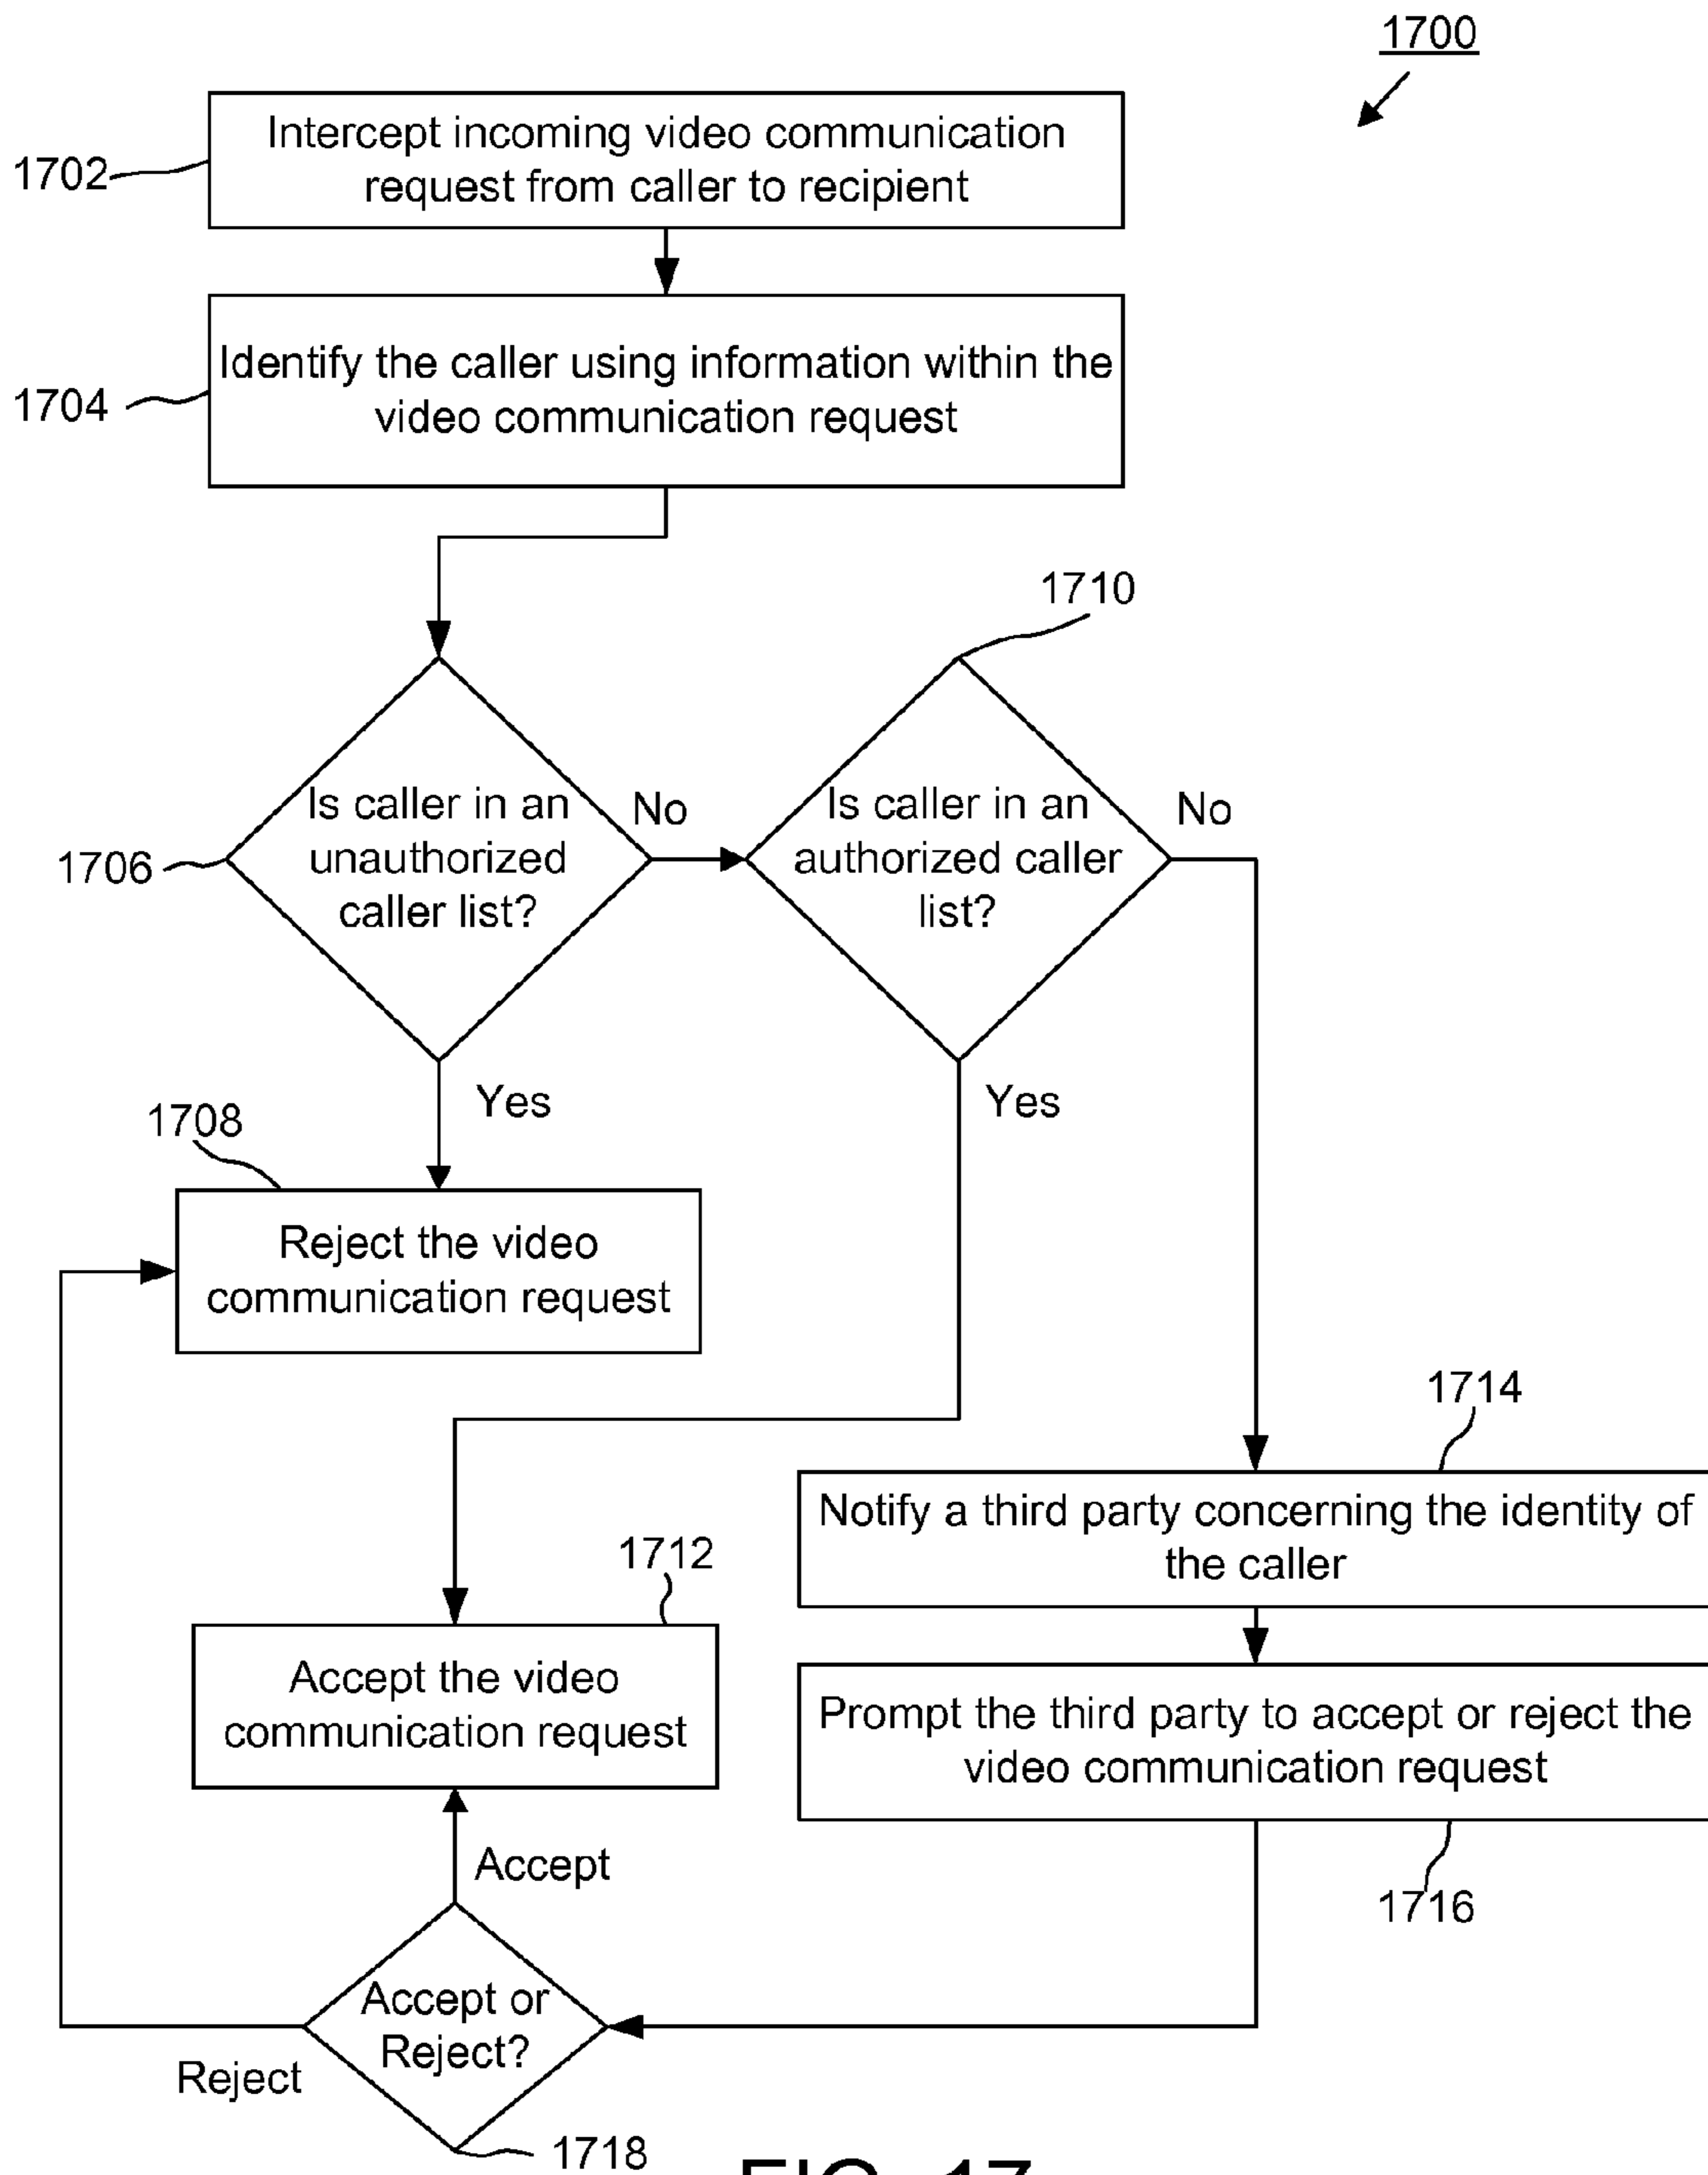 1700
Intercept incoming video communication
request from caller to recipient
1702
Identify the caller using information within the
video communication request
1704
1710
Is caller in an
unauthorized
caller list?
No
1706
Is caller in an
authorized caller
list?
No
Yes
Yes
1708
Reject the video
communication request
1714
Notify a third party concerning the identity of
the caller
1712
Accept the video
communication request
Prompt the third party to accept or reject the
video communication request
Accept
1716
Accept or
Reject?
Reject
1718
FIG. 17